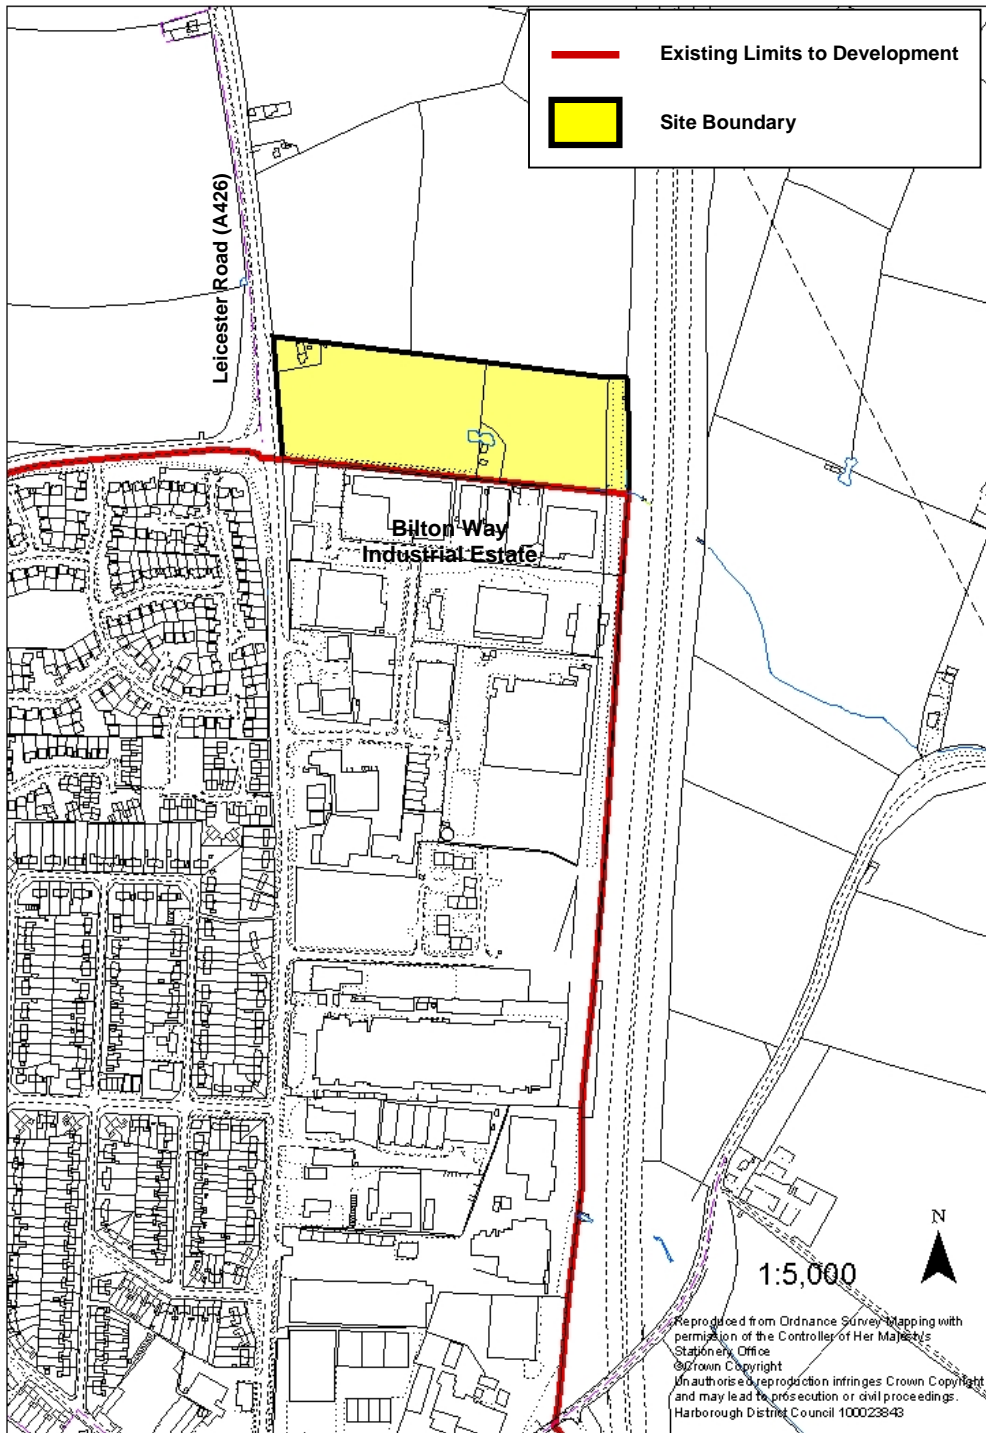 Existing Limits to Development
Site Boundary
Leicester Road (A426)
Bilton Way
Industrial Estate
N
1:5,000
Reproduced from Ordnance Survey Mapping with
permission of the Controller of Her Majesty's
Stationery Office
©Crown Copyright
Unauthorised reproduction infringes Crown Copyright
and may lead to prosecution or civil proceedings.
Harborough District Council 100023843